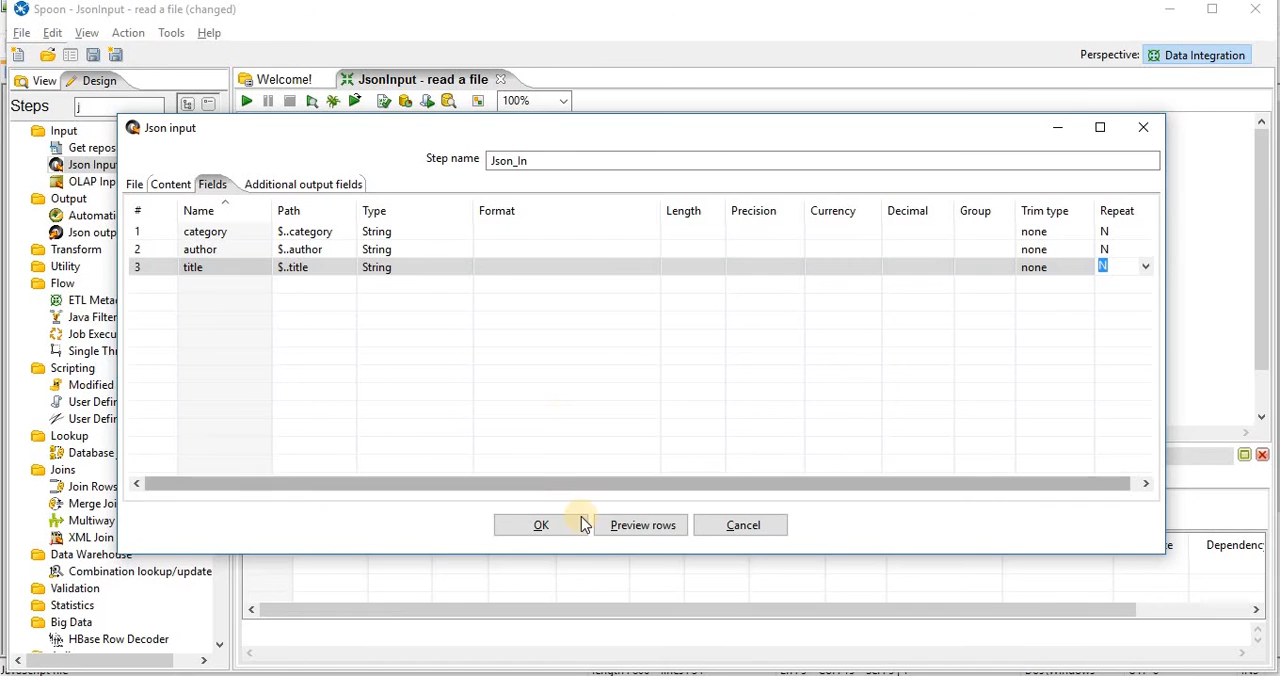 Spoon - JsonInput - read a file (changed)
File Edit View Action Tools Help
Perspective: Data Integration
View Design Welcome! JsonInput - read a file
Steps j 100%
Input
Get repos
Json Input
OLAP Inp
Output
Automati
Json outp
Transform
Utility
Flow
ETL Meta
Java Filter
Job Execu
Single Thr
Scripting
Modified
User Defin
User Defin
Lookup
Database
Joins
Join Rows
Merge Joi
Multiway
XML Join
Data Warehouse
Combination lookup/update
Validation
Statistics
Big Data
HBase Row Decoder
Json input
Step name Json_In
File Content Fields Additional output fields
# Name Path Type Format Length Precision Currency Decimal Group Trim type Repeat
1 category $..category String none N
2 author $..author String none N
3 title $..title String none N
OK Preview rows Cancel
Dependenc